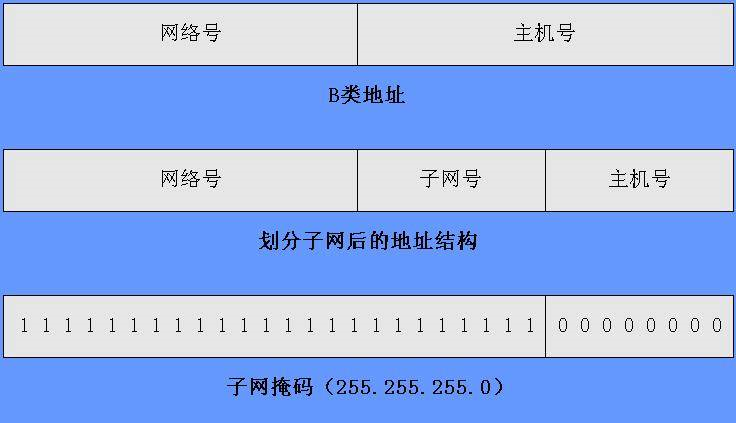 网络号 主机号
B类地址
网络号 子网号 主机号
划分子网后的地址结构
1 1 1 1 1 1 1 1 1 1 1 1 1 1 1 1 1 1 1 1 1 1 1 1 0 0 0 0 0 0 0 0
子网掩码（255.255.255.0）